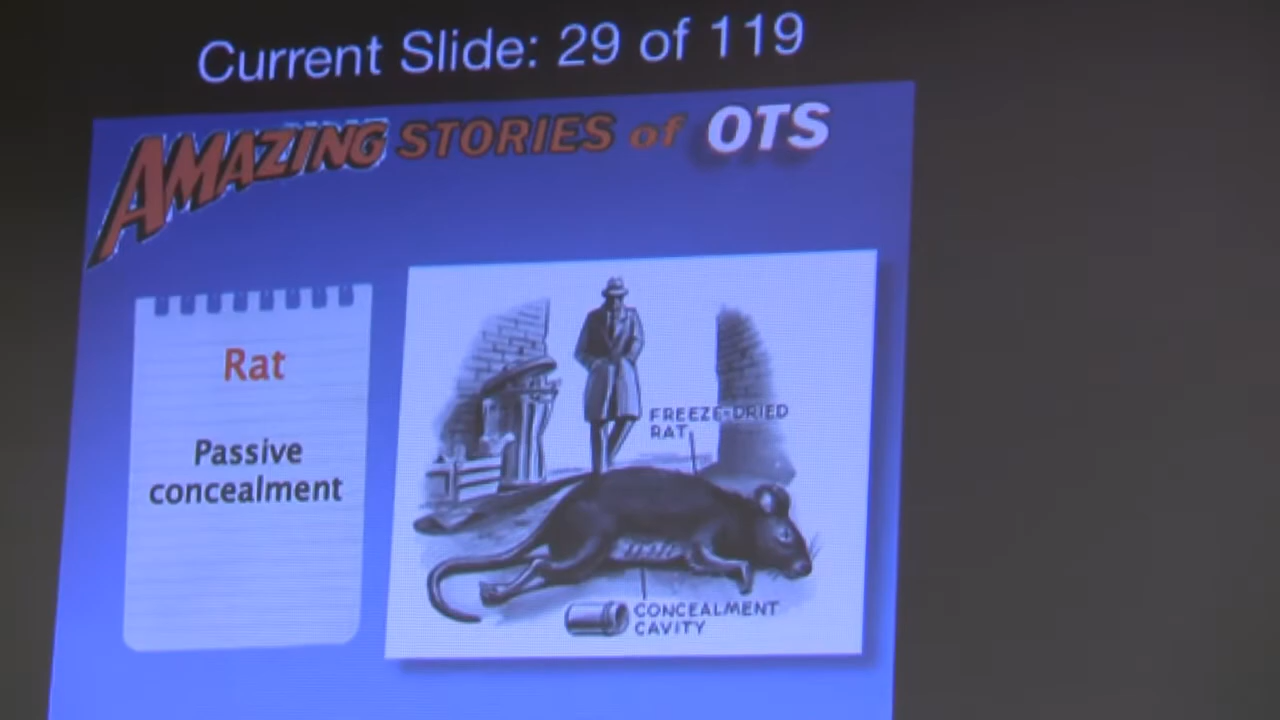 Current Slide: 29 of 119
AMAZING STORIES of OTS
Rat
Passive
concealment
FREEZE-DRIED
RAT
CONCEALMENT
CAVITY